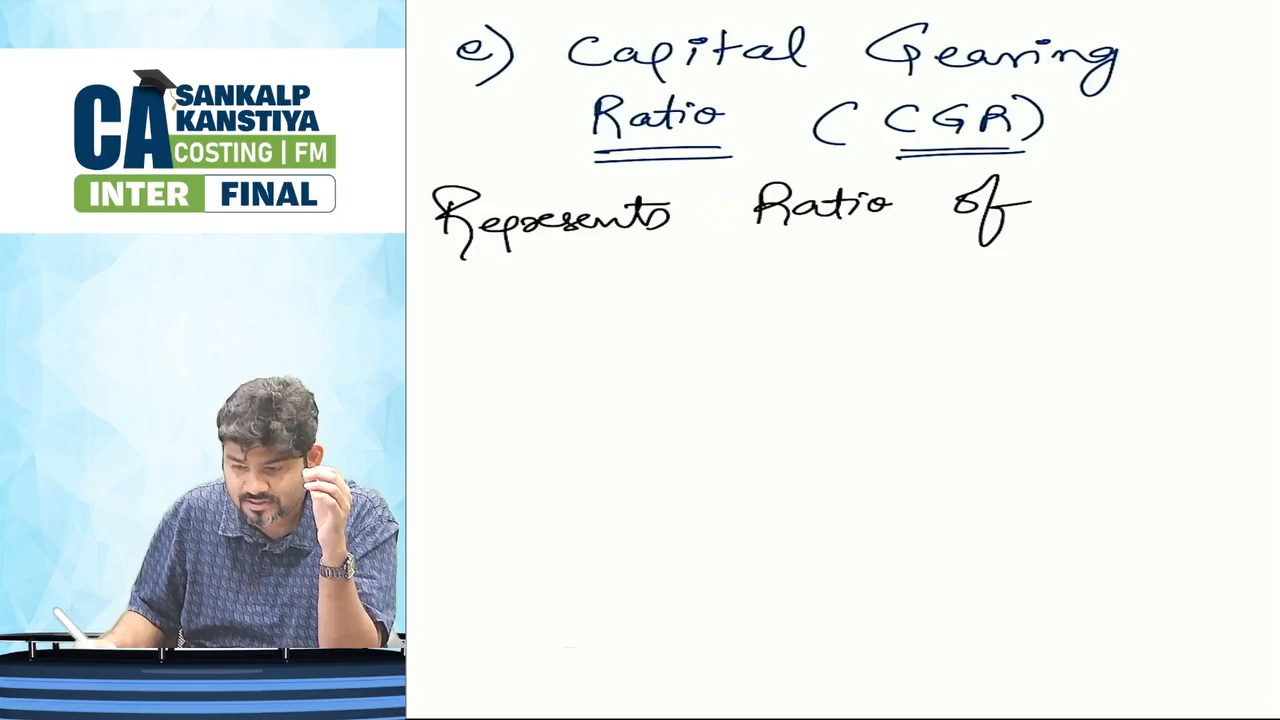 CA SANKALP
KANSTIYA
COSTING | FM
INTER FINAL
e) Capital Gearing
Ratio (CGR)
Represents Ratio of